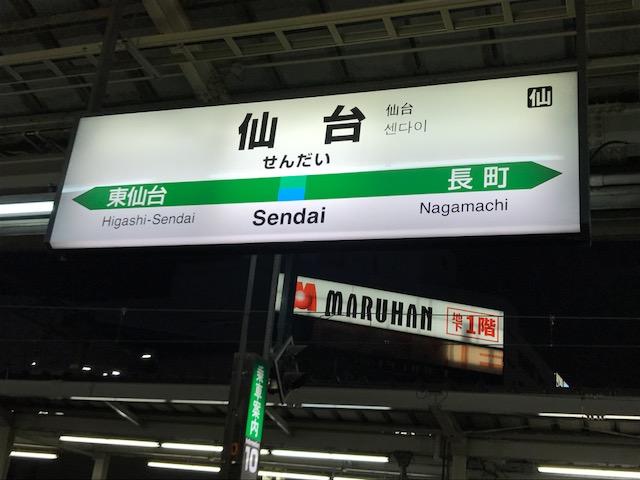 仙台
仙台
센다이
仙
せんだい
東仙台
長町
Higashi-Sendai
Sendai
Nagamachi
MARUHAN
地下1階
乗車案内
10